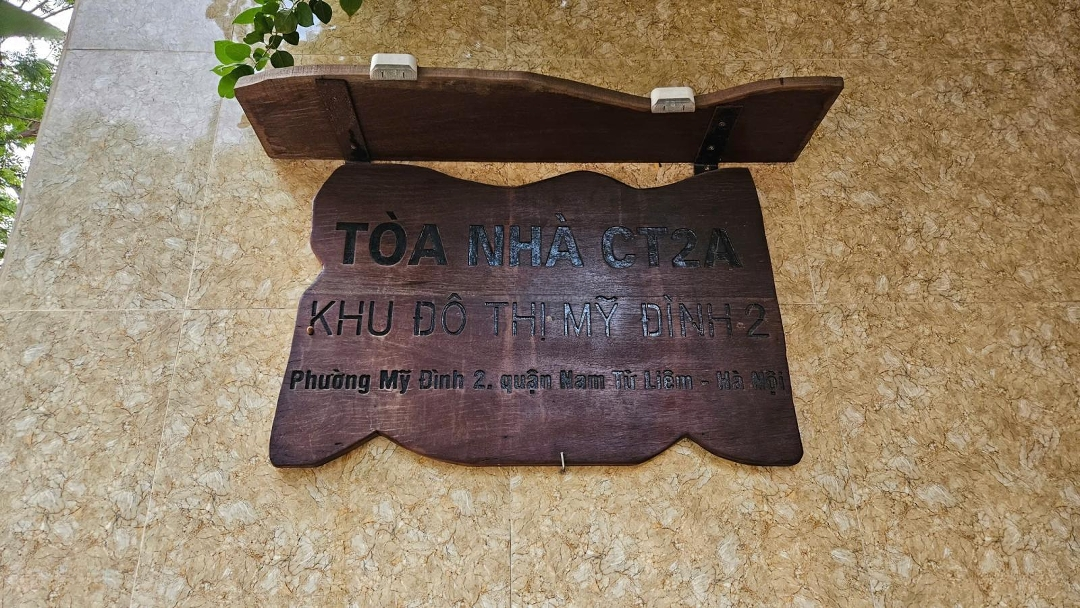 TÒA NHÀ CT2A
KHU ĐÔ THỊ MỸ ĐÌNH 2
Phường Mỹ Đình 2, quận Nam Từ Liêm - Hà Nội